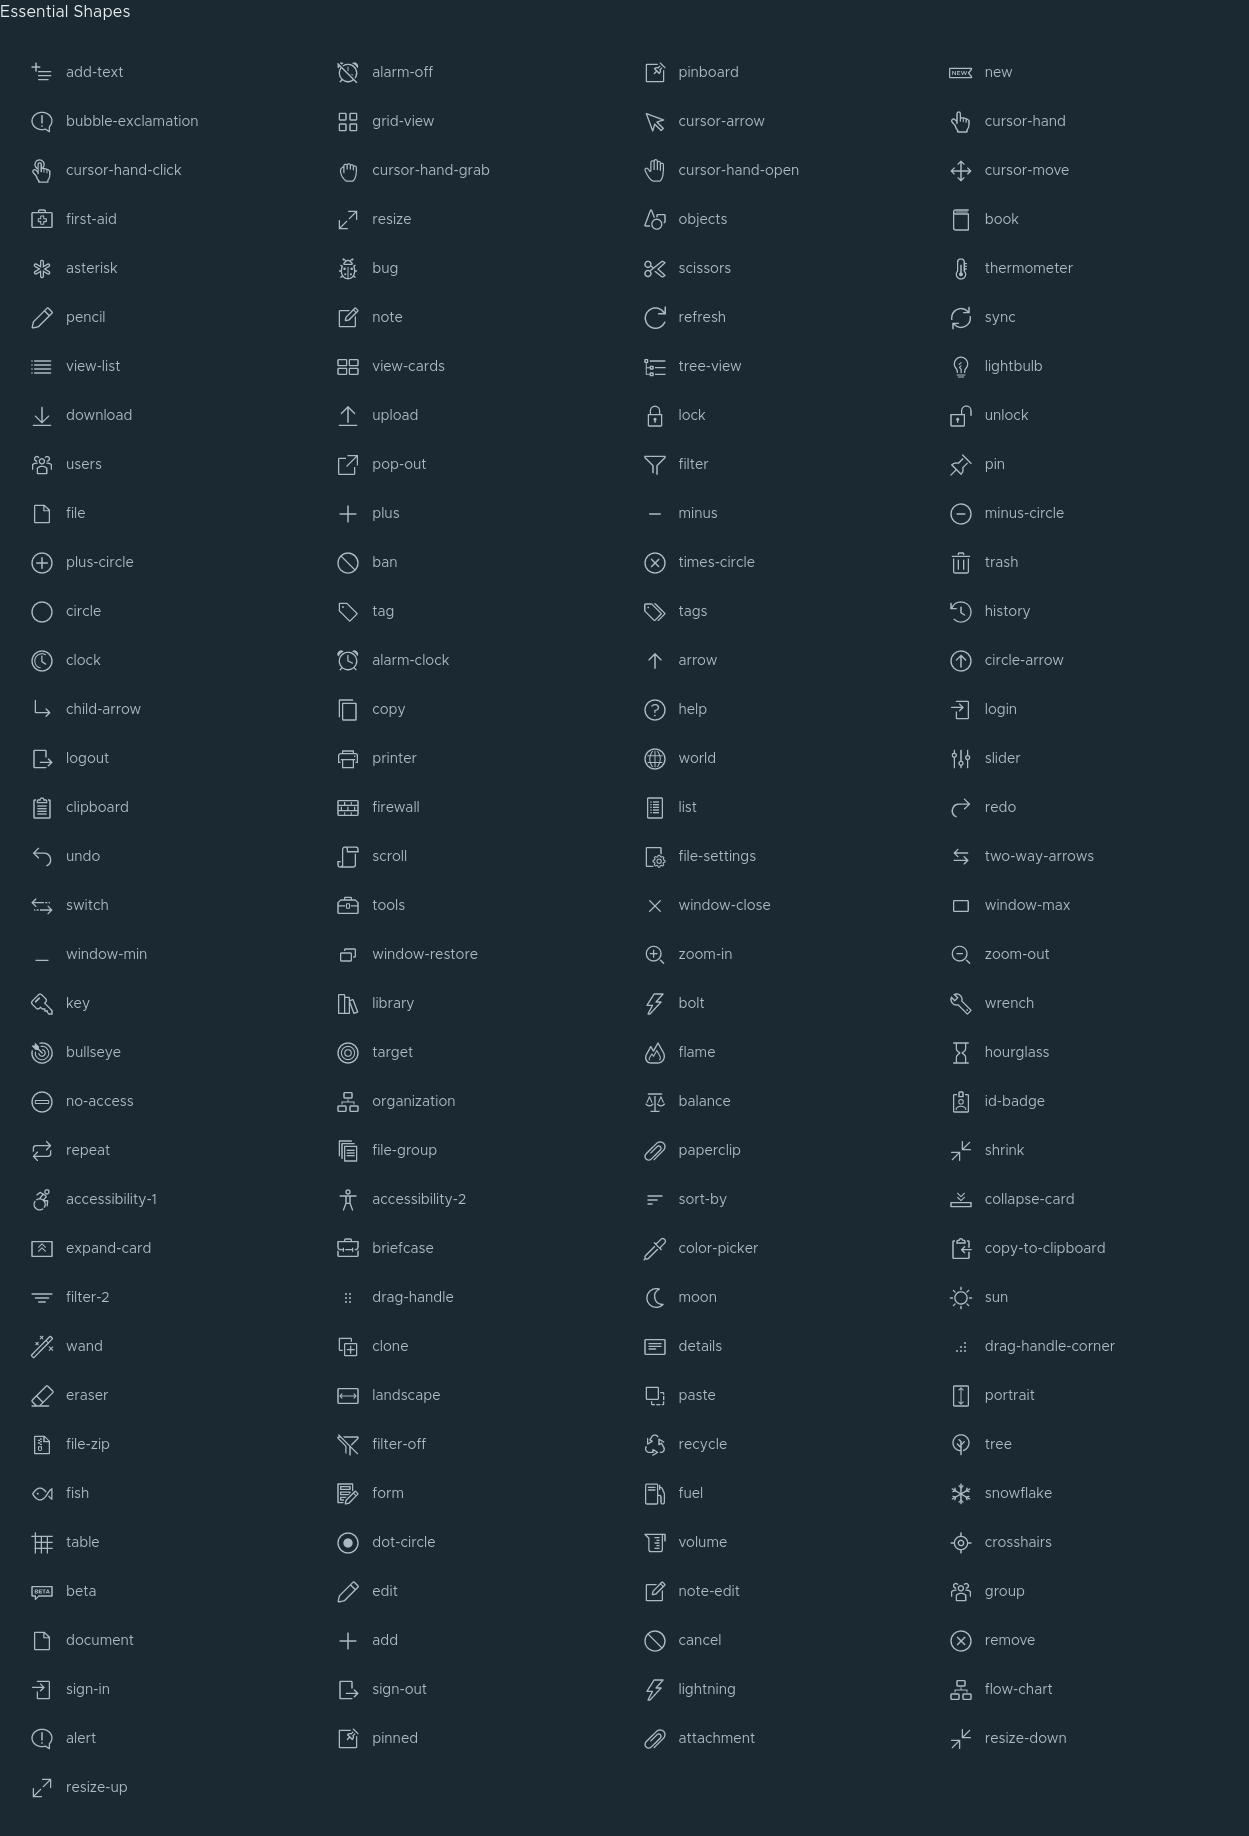 Essential Shapes
add-text alarm-off pinboard NEW new
bubble-exclamation grid-view cursor-arrow cursor-hand
cursor-hand-click cursor-hand-grab cursor-hand-open cursor-move
first-aid resize objects book
asterisk bug scissors thermometer
pencil note refresh sync
view-list view-cards tree-view lightbulb
download upload lock unlock
users pop-out filter pin
file plus minus minus-circle
plus-circle ban times-circle trash
circle tag tags history
clock alarm-clock arrow circle-arrow
child-arrow copy help login
logout printer world slider
clipboard firewall list redo
undo scroll file-settings two-way-arrows
switch tools window-close window-max
window-min window-restore zoom-in zoom-out
key library bolt wrench
bullseye target flame hourglass
no-access organization balance id-badge
repeat file-group paperclip shrink
accessibility-1 accessibility-2 sort-by collapse-card
expand-card briefcase color-picker copy-to-clipboard
filter-2 drag-handle moon sun
wand clone details drag-handle-corner
eraser landscape paste portrait
file-zip filter-off recycle tree
fish form fuel snowflake
table dot-circle volume crosshairs
BETA beta edit note-edit group
document add cancel remove
sign-in sign-out lightning flow-chart
alert pinned attachment resize-down
resize-up